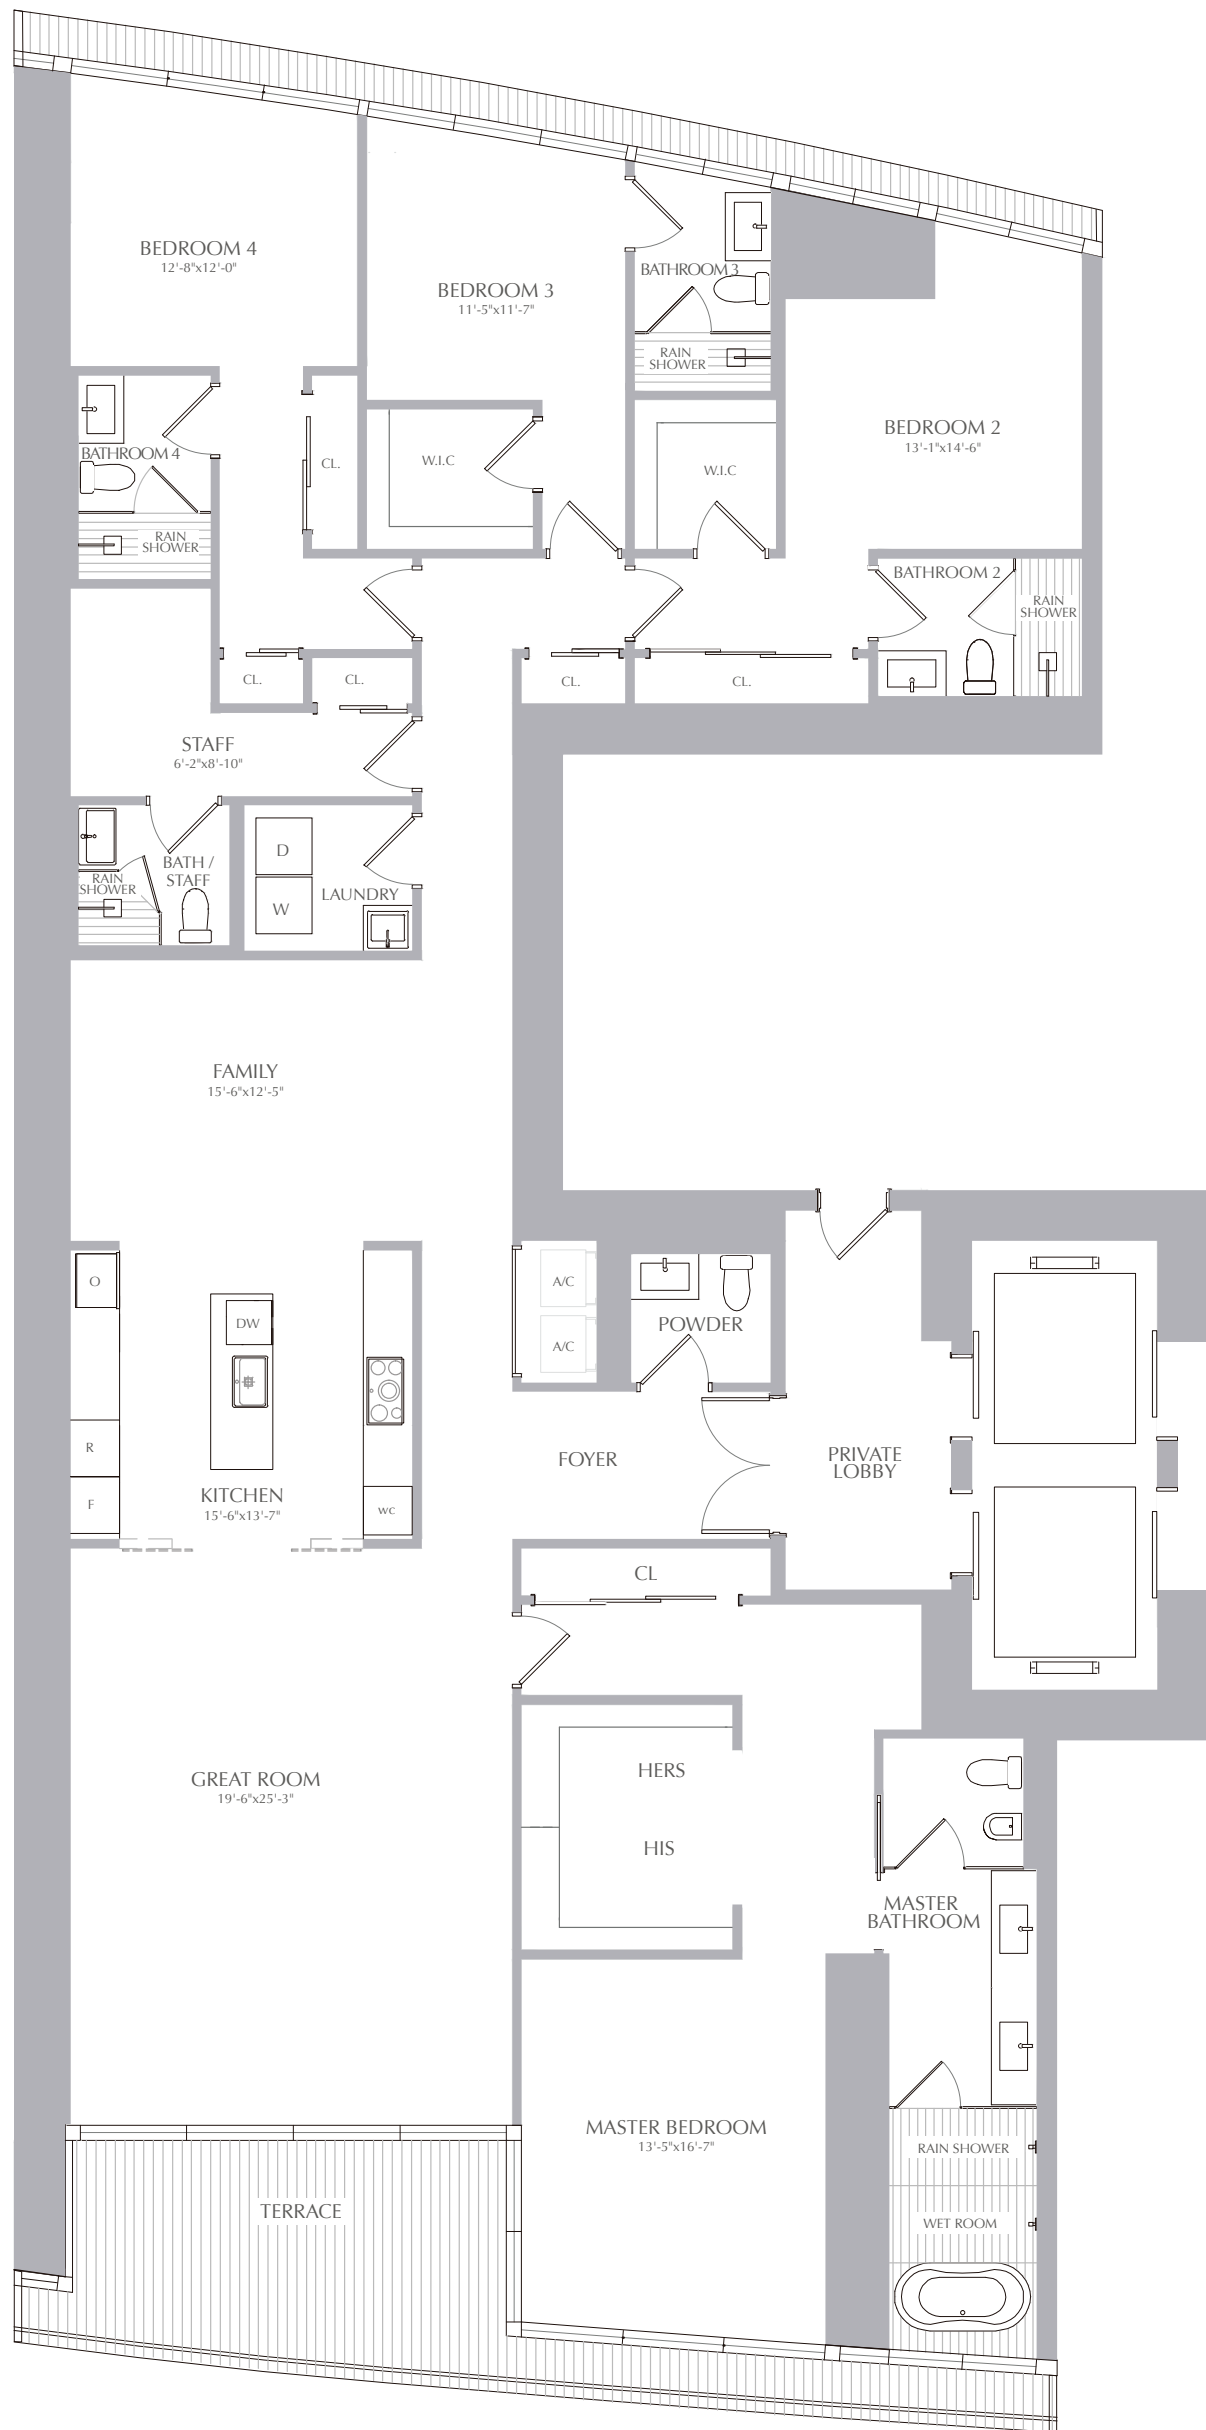 BEDROOM 4
12'-8"x12'-0"
BEDROOM 3
11'-5"x11'-7"
BATHROOM 3
RAIN
SHOWER
BEDROOM 2
13'-1"x14'-6"
BATHROOM 4
RAIN
SHOWER
CL.
W.I.C
W.I.C
BATHROOM 2
RAIN
SHOWER
CL.
CL.
CL.
CL.
STAFF
6'-2"x8'-10"
BATH /
STAFF
RAIN
SHOWER
D
W
LAUNDRY
FAMILY
15'-6"x12'-5"
O
DW
R
F
KITCHEN
15'-6"x13'-7"
WC
A/C
A/C
POWDER
FOYER
PRIVATE
LOBBY
CL
GREAT ROOM
19'-6"x25'-3"
HERS
HIS
MASTER
BATHROOM
MASTER BEDROOM
13'-5"x16'-7"
RAIN SHOWER
WET ROOM
TERRACE